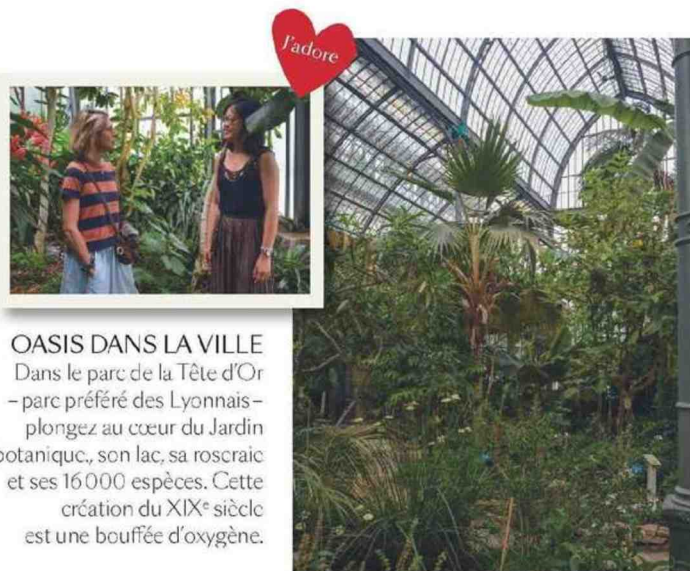 J'adore
OASIS DANS LA VILLE
Dans le parc de la Tête d'Or
– parc préféré des Lyonnais –
plongez au cœur du Jardin
botanique, son lac, sa roseraie
et ses 16 000 espèces. Cette
création du XIXe siècle
est une bouffée d'oxygène.